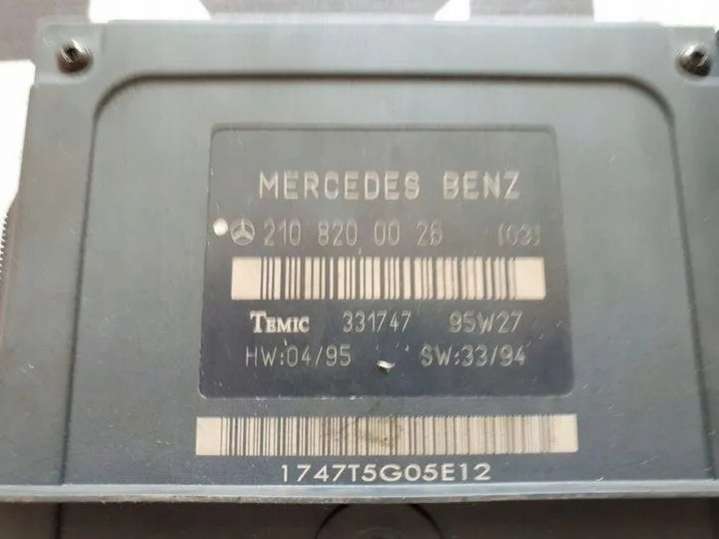 MERCEDES BENZ
210 820 00 26 [03]
TEMIC 331747 95W27
HW:04/95 SW:33/94
1747T5G05E12